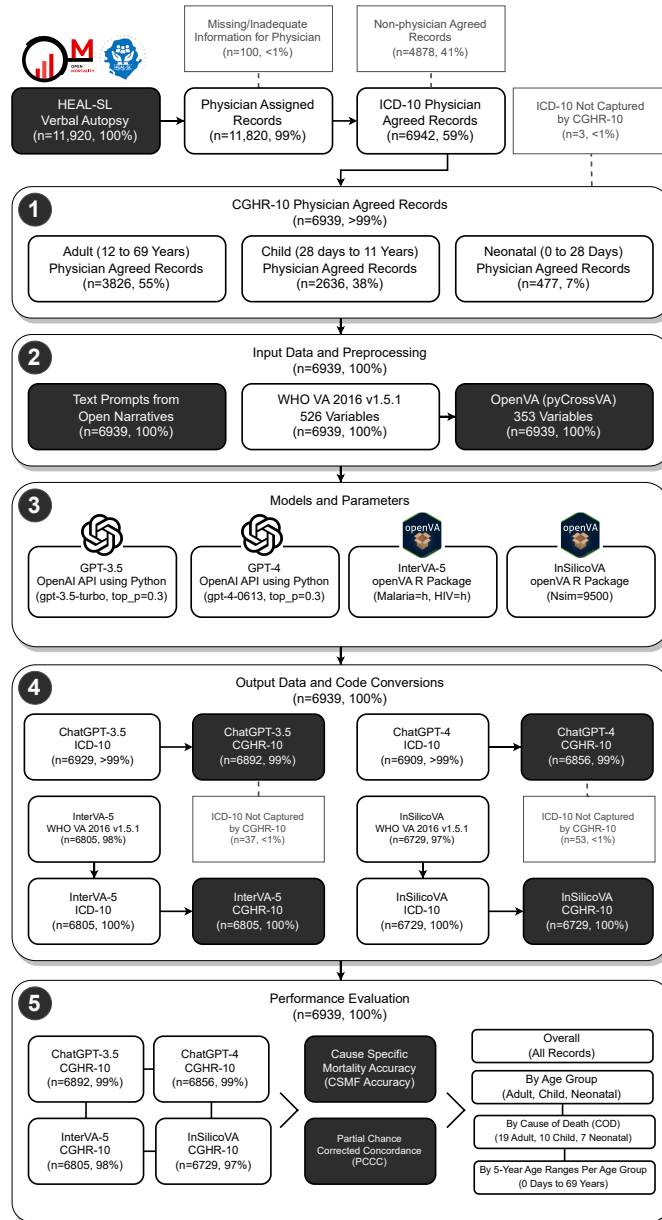 Missing/Inadequate
Information for Physician
(n=100, <1%)
Non-physician Agreed
Records
(n=4878, 41%)
M
OPEN
MORTALITY
HEAL-SL
HEAL-SL
Verbal Autopsy
(n=11,920, 100%)
Physician Assigned
Records
(n=11,820, 99%)
ICD-10 Physician
Agreed Records
(n=6942, 59%)
ICD-10 Not Captured
by CGHR-10
(n=3, <1%)
1
CGHR-10 Physician Agreed Records
(n=6939, >99%)
Adult (12 to 69 Years)
Physician Agreed Records
(n=3826, 55%)
Child (28 days to 11 Years)
Physician Agreed Records
(n=2636, 38%)
Neonatal (0 to 28 Days)
Physician Agreed Records
(n=477, 7%)
2
Input Data and Preprocessing
(n=6939, 100%)
Text Prompts from
Open Narratives
(n=6939, 100%)
WHO VA 2016 v1.5.1
526 Variables
(n=6939, 100%)
OpenVA (pyCrossVA)
353 Variables
(n=6939, 100%)
3
Models and Parameters
GPT-3.5
OpenAI API using Python
(gpt-3.5-turbo, top_p=0.3)
GPT-4
OpenAI API using Python
(gpt-4-0613, top_p=0.3)
openVA
InterVA-5
openVA R Package
(Malaria=h, HIV=h)
openVA
InSilicoVA
openVA R Package
(Nsim=9500)
4
Output Data and Code Conversions
(n=6939, 100%)
ChatGPT-3.5
ICD-10
(n=6929, >99%)
ChatGPT-3.5
CGHR-10
(n=6892, 99%)
ChatGPT-4
ICD-10
(n=6909, >99%)
ChatGPT-4
CGHR-10
(n=6856, 99%)
InterVA-5
WHO VA 2016 v1.5.1
(n=6805, 98%)
ICD-10 Not Captured
by CGHR-10
(n=37, <1%)
InSilicoVA
WHO VA 2016 v1.5.1
(n=6729, 97%)
ICD-10 Not Captured
by CGHR-10
(n=53, <1%)
InterVA-5
ICD-10
(n=6805, 100%)
InterVA-5
CGHR-10
(n=6805, 100%)
InSilicoVA
ICD-10
(n=6729, 100%)
InSilicoVA
CGHR-10
(n=6729, 100%)
5
Performance Evaluation
(n=6939, 100%)
ChatGPT-3.5
CGHR-10
(n=6892, 99%)
ChatGPT-4
CGHR-10
(n=6856, 99%)
InterVA-5
CGHR-10
(n=6805, 98%)
InSilicoVA
CGHR-10
(n=6729, 97%)
Cause Specific
Mortality Accuracy
(CSMF Accuracy)
Partial Chance
Corrected Concordance
(PCCC)
Overall
(All Records)
By Age Group
(Adult, Child, Neonatal)
By Cause of Death (COD)
(19 Adult, 10 Child, 7 Neonatal)
By 5-Year Age Ranges Per Age Group
(0 Days to 69 Years)